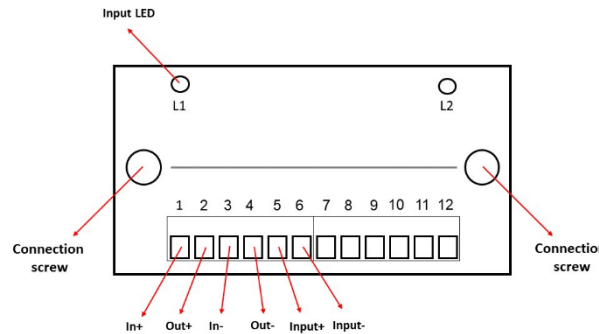 Input LED
L1 L2
1 2 3 4 5 6 7 8 9 10 11 12
Connection
screw
Connection
screw
In+ Out+ In- Out- Input+ Input-